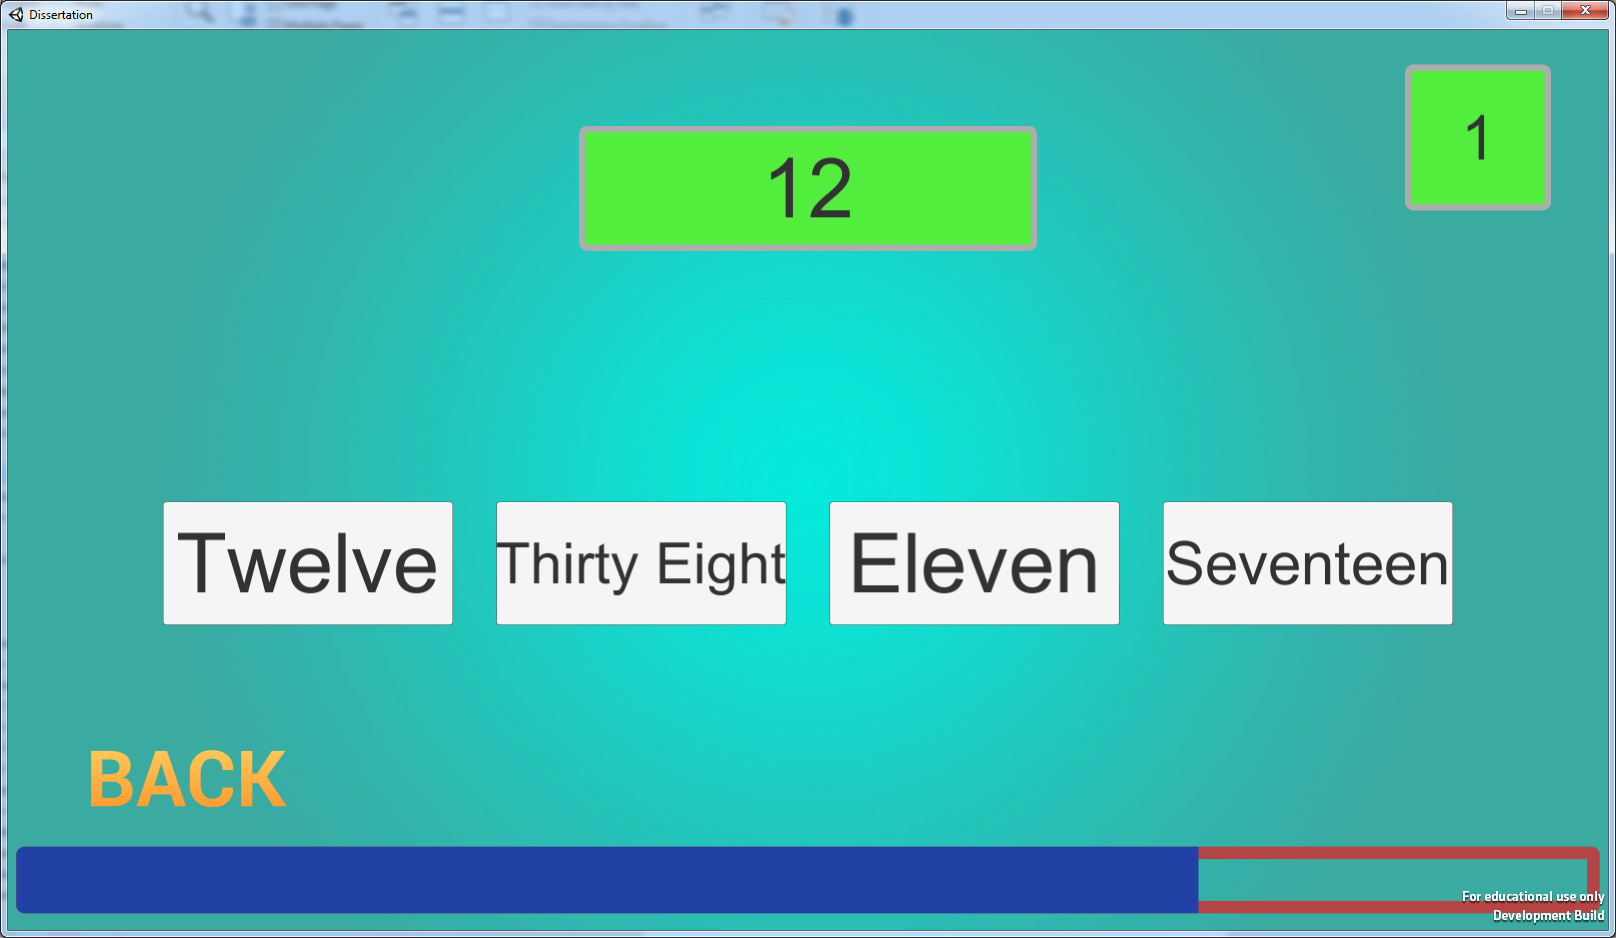 Dissertation
1
12
Twelve
Thirty Eight
Eleven
Seventeen
BACK
For educational use only
Development Build